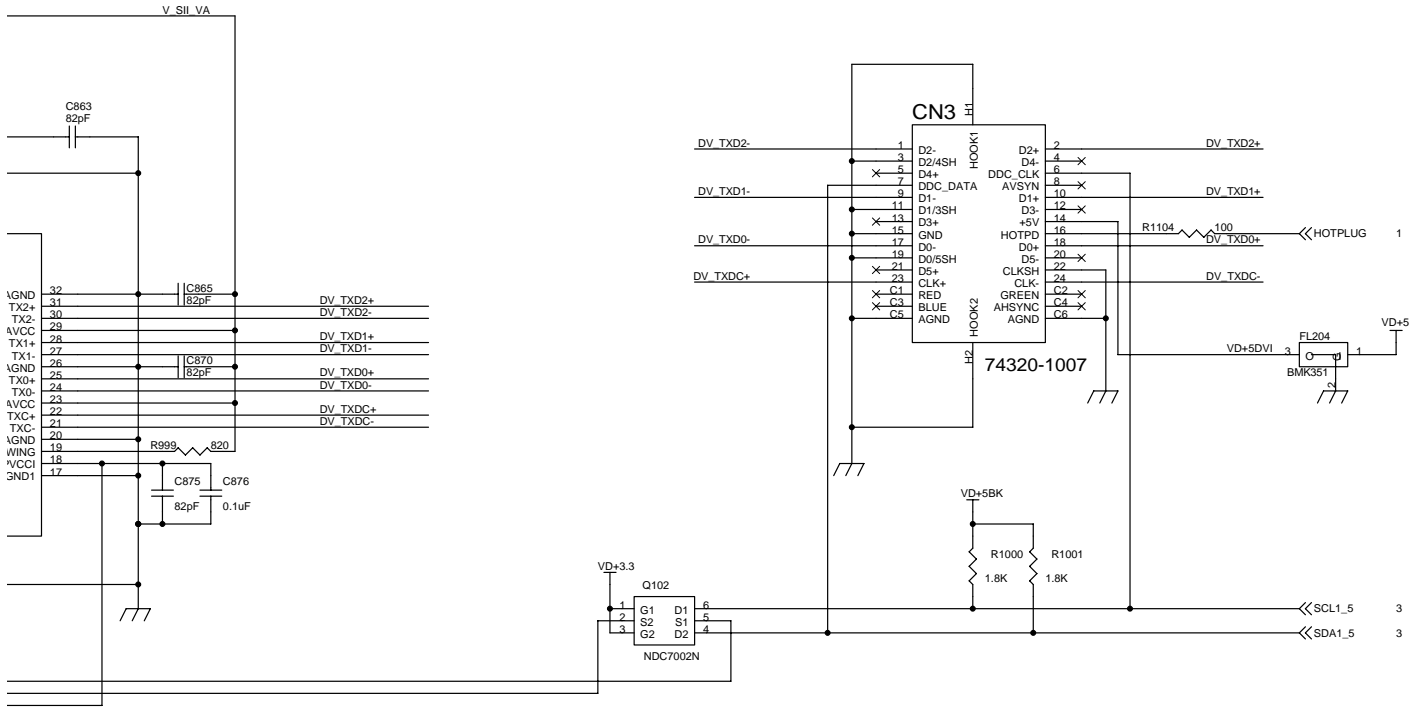 V_SII_VA
C863
82pF
CN3
H1
HOOK1
DV_TXD2- 1 D2- D2+ 2 DV_TXD2+
3 D2/4SH D4- 4
5 D4+ DDC_CLK 6
7 DDC_DATA AVSYN 8
DV_TXD1- 9 D1- D1+ 10 DV_TXD1+
11 D1/3SH D3- 12
13 D3+ +5V 14
15 GND HOTPD 16 R1104 100 HOTPLUG 1
DV_TXD0- 17 D0- D0+ 18 DV_TXD0+
19 D0/5SH D5- 20
21 D5+ CLKSH 22
DV_TXDC+ 23 CLK+ CLK- 24 DV_TXDC-
C1 RED GREEN C2
C3 BLUE AHSYNC C4
C5 AGND AGND C6
HOOK2
H2
74320-1007
VD+5
FL204
VD+5DVI 3 1
BMK351
2
AGND 32 C865
TX2+ 31 82pF DV_TXD2+
TX2- 30 DV_TXD2-
AVCC 29
TX1+ 28 DV_TXD1+
TX1- 27 DV_TXD1-
AGND 26 C870
TX0+ 25 82pF DV_TXD0+
TX0- 24 DV_TXD0-
AVCC 23
TXC+ 22 DV_TXDC+
TXC- 21 DV_TXDC-
AGND 20
WING 19 R999 820
PVCCI 18
GND1 17
C875 C876
82pF 0.1uF
VD+5BK
R1000 R1001
1.8K 1.8K
VD+3.3
Q102
1 G1 D1 6 SCL1_5 3
2 S2 S1 5
3 G2 D2 4 SDA1_5 3
NDC7002N